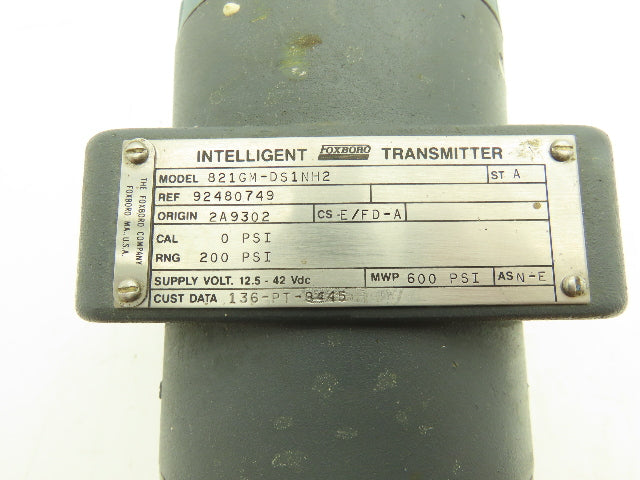 INTELLIGENT FOXBORO TRANSMITTER
MODEL 821GM-DS1NH2 ST A
REF 92480749
ORIGIN 2A9302 CS-E/FD-A
CAL 0 PSI
RNG 200 PSI
SUPPLY VOLT. 12.5 - 42 Vdc MWP 600 PSI AS N-E
CUST DATA 136-PT-
THE FOXBORO COMPANY
FOXBORO MA. U.S.A.